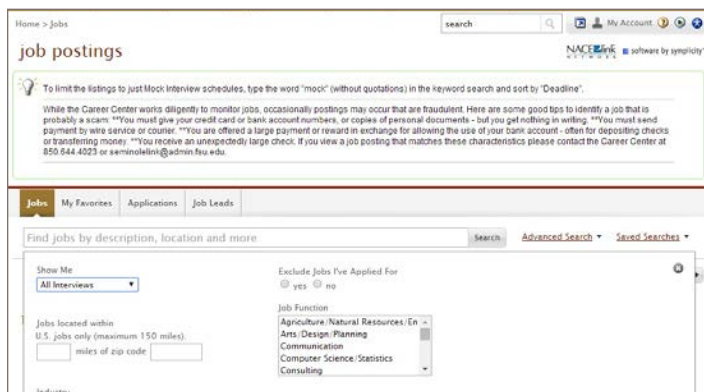 Home > Jobs
search
My Account
job postings
NACElink
NETWORK
software by symplicity
To limit the listings to just Mock Interview schedules, type the word "mock" (without quotations) in the keyword search and sort by "Deadline".
While the Career Center works diligently to monitor jobs, occasionally postings may occur that are fraudulent. Here are some good tips to identify a job that is
probably a scam: **You must give your credit card or bank account numbers, or copies of personal documents - but you get nothing in writing. **You must send
payment by wire service or courier. **You are offered a large payment or reward in exchange for allowing the use of your bank account - often for depositing checks
or transferring money. **You receive an unexpectedly large check. If you view a job posting that matches these characteristics please contact the Career Center at
850.644.4023 or seminolelink@admin.fsu.edu.
Jobs My Favorites Applications Job Leads
Find jobs by description, location and more
Search
Advanced Search
Saved Searches
Show Me
All Interviews
Exclude Jobs I've Applied For
yes no
Jobs located within
U.S. jobs only (maximum 150 miles).
miles of zip code
Job Function
Agriculture/Natural Resources/En
Arts/Design/Planning
Communication
Computer Science/Statistics
Consulting
Industry